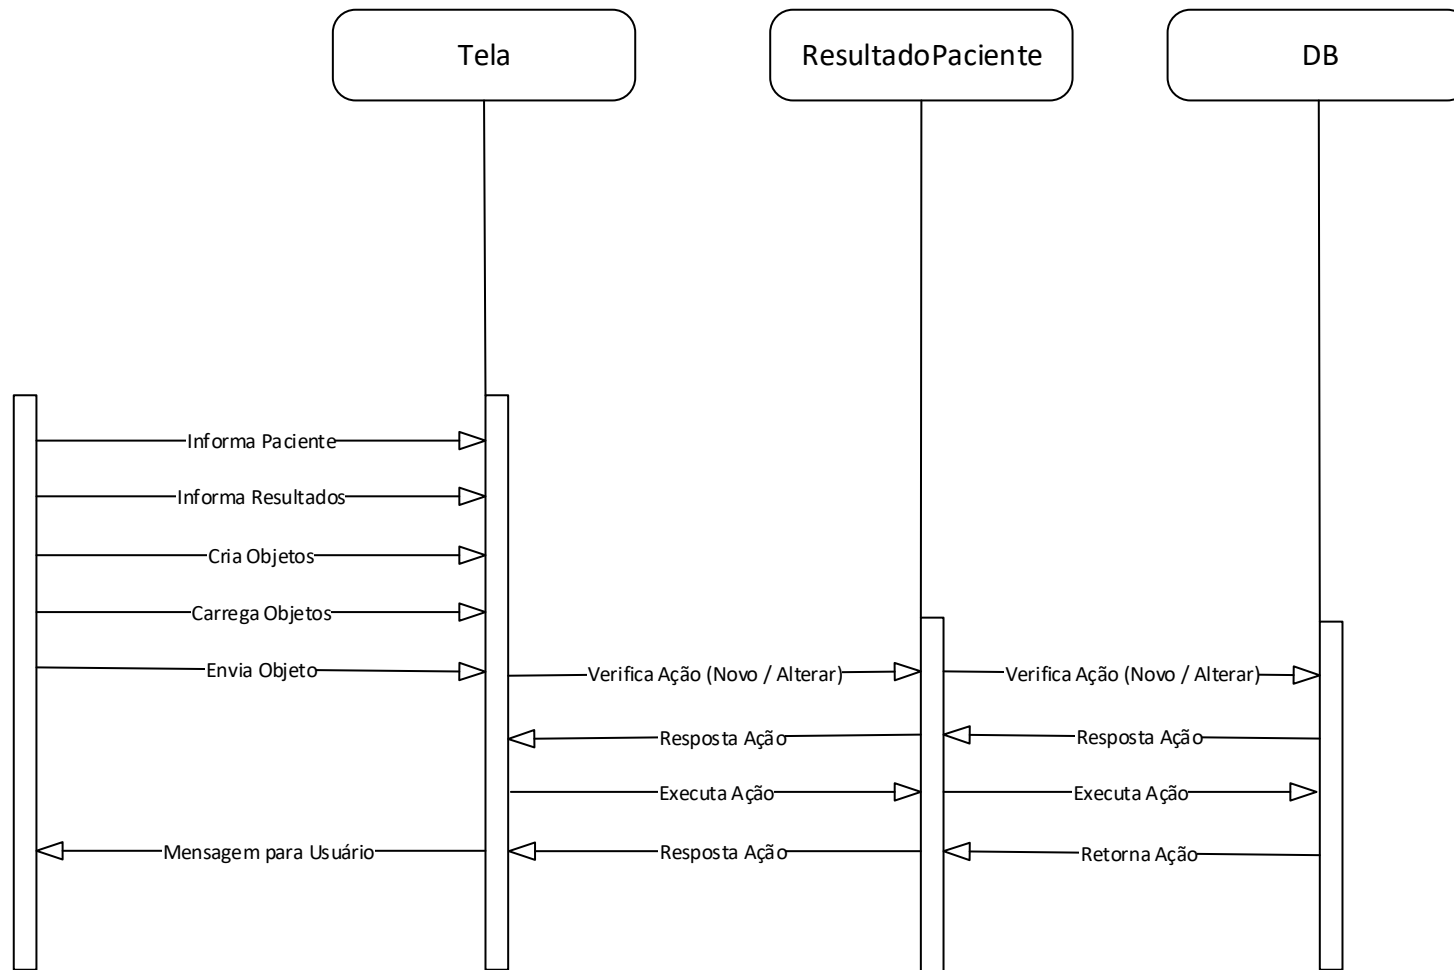 Tela
ResultadoPaciente
DB
Informa Paciente
Informa Resultados
Cria Objetos
Carrega Objetos
Envia Objeto
Verifica Ação (Novo / Alterar)
Verifica Ação (Novo / Alterar)
Resposta Ação
Resposta Ação
Executa Ação
Executa Ação
Mensagem para Usuário
Resposta Ação
Retorna Ação